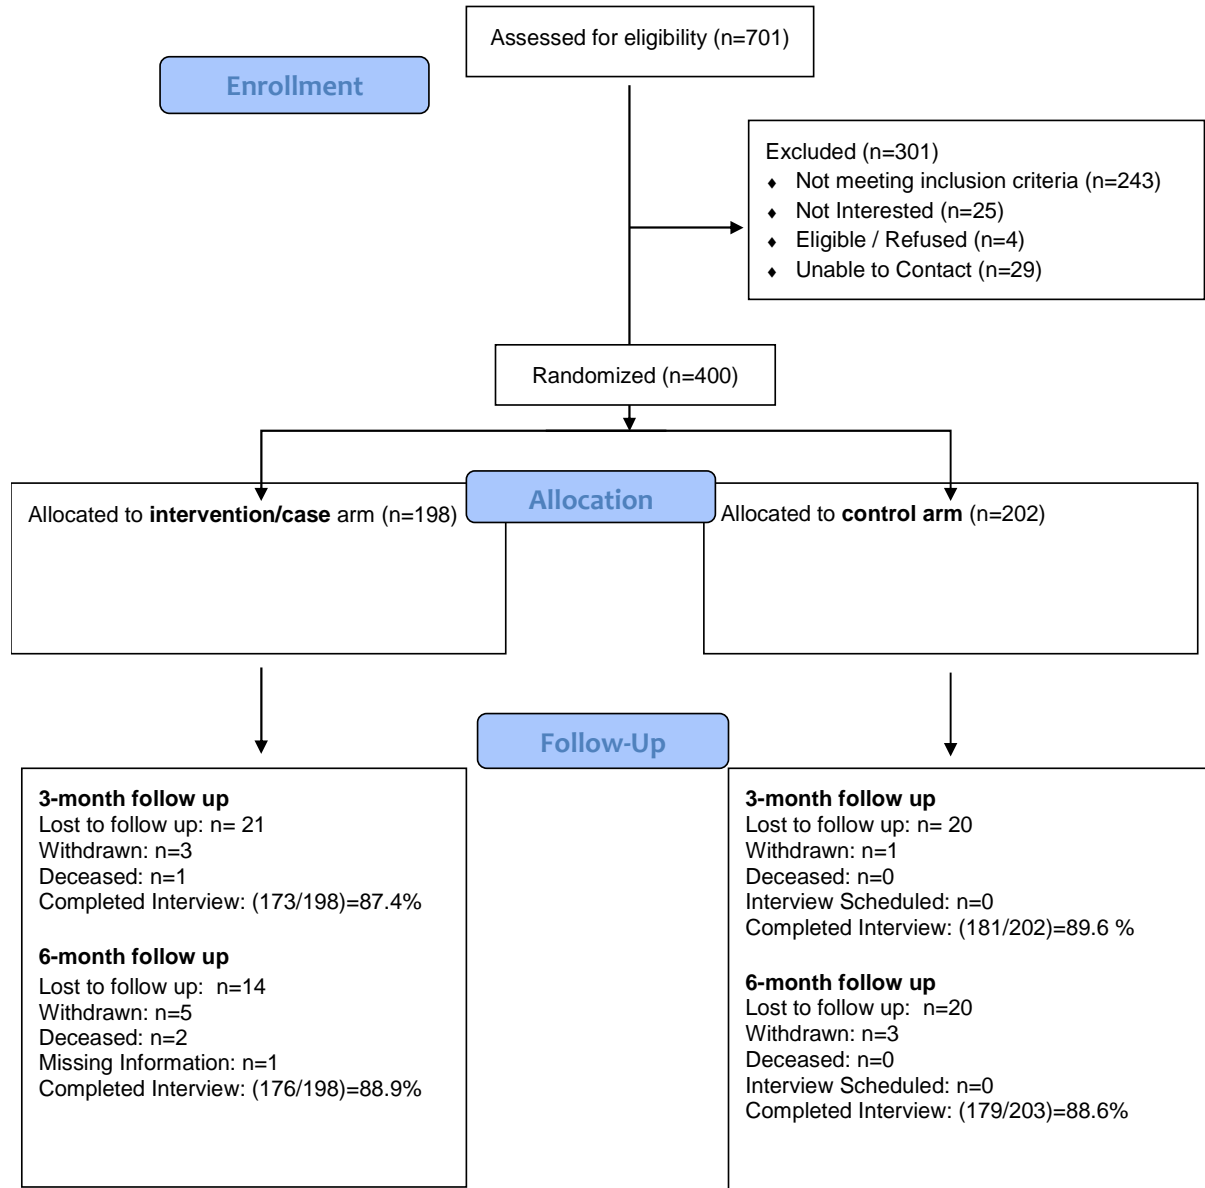 Assessed for eligibility (n=701)
Enrollment
Excluded (n=301)
♦ Not meeting inclusion criteria (n=243)
♦ Not Interested (n=25)
♦ Eligible / Refused (n=4)
♦ Unable to Contact (n=29)
Randomized (n=400)
Allocation
Allocated to intervention/case arm (n=198)
Allocated to control arm (n=202)
Follow-Up
3-month follow up
Lost to follow up: n= 21
Withdrawn: n=3
Deceased: n=1
Completed Interview: (173/198)=87.4%
6-month follow up
Lost to follow up:  n=14
Withdrawn: n=5
Deceased: n=2
Missing Information: n=1
Completed Interview: (176/198)=88.9%
3-month follow up
Lost to follow up: n= 20
Withdrawn: n=1
Deceased: n=0
Interview Scheduled: n=0
Completed Interview: (181/202)=89.6 %
6-month follow up
Lost to follow up:  n=20
Withdrawn: n=3
Deceased: n=0
Interview Scheduled: n=0
Completed Interview: (179/203)=88.6%